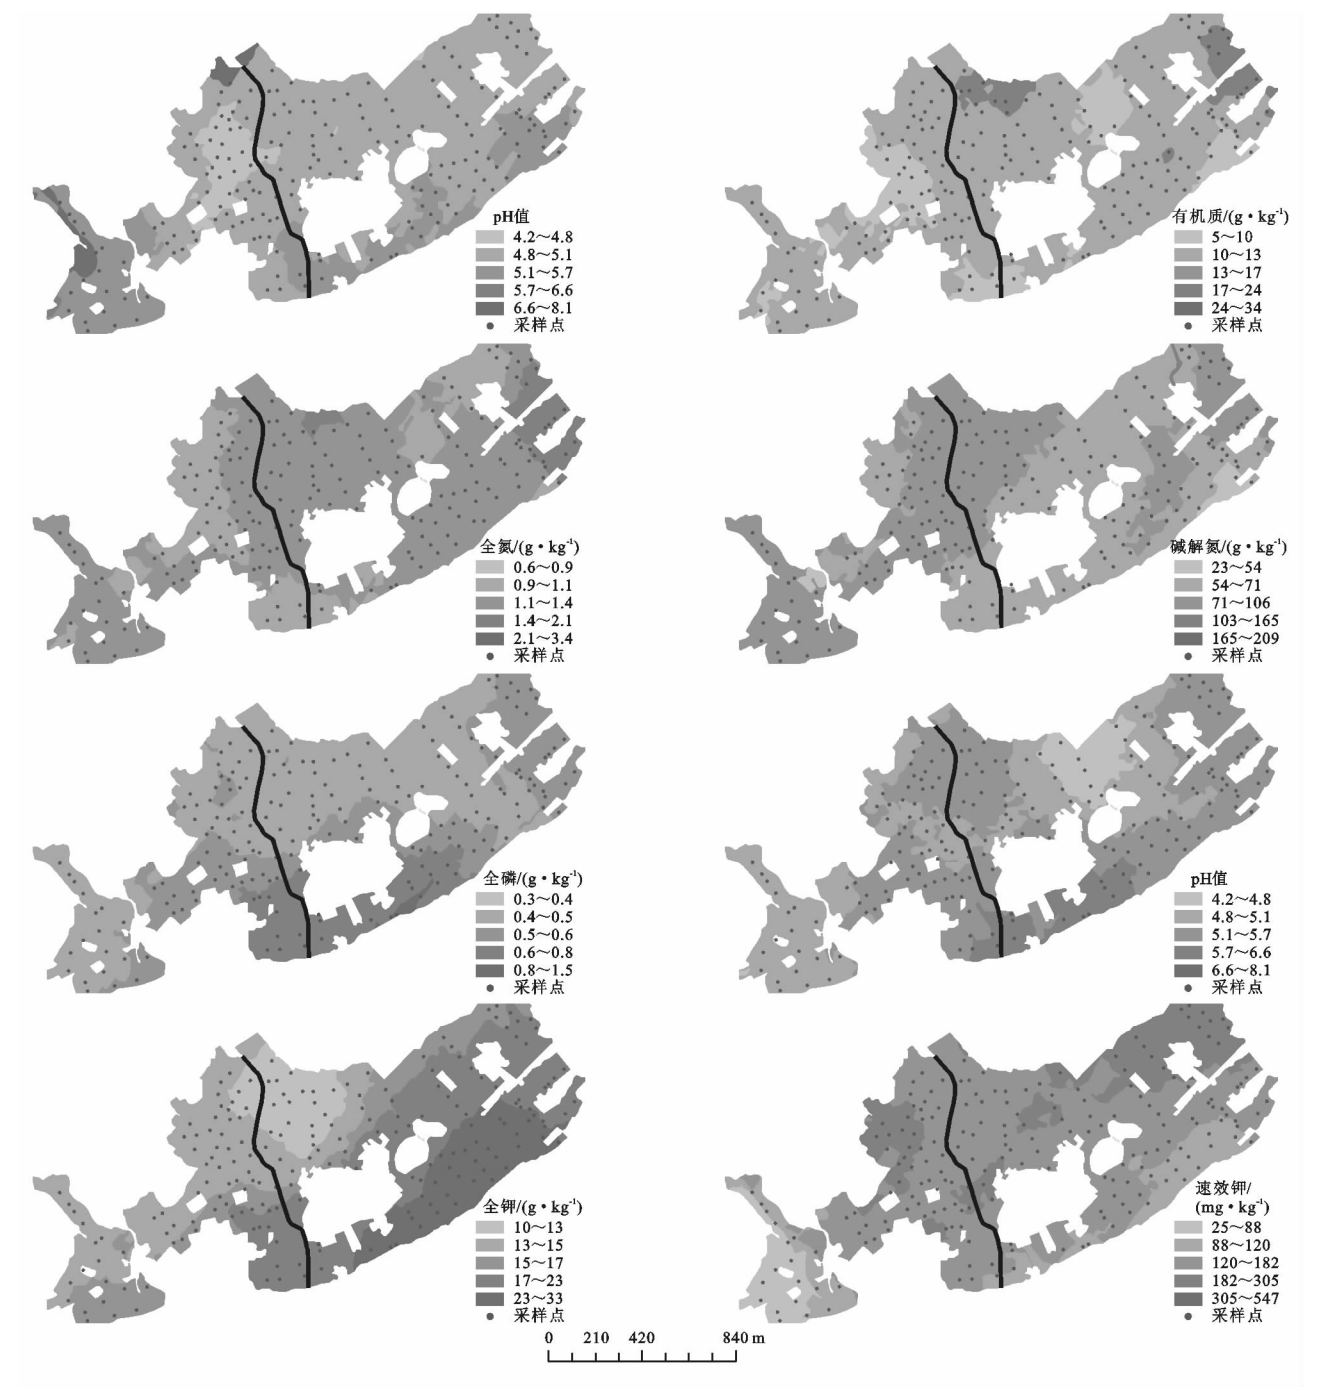 pH值
4.2～4.8
4.8～5.1
5.1～5.7
5.7～6.6
6.6～8.1
采样点
有机质/(g·kg⁻¹)
5～10
10～13
13～17
17～24
24～34
采样点
全氮/(g·kg⁻¹)
0.6～0.9
0.9～1.1
1.1～1.4
1.4～2.1
2.1～3.4
采样点
碱解氮/(g·kg⁻¹)
23～54
54～71
71～106
103～165
165～209
采样点
全磷/(g·kg⁻¹)
0.3～0.4
0.4～0.5
0.5～0.6
0.6～0.8
0.8～1.5
采样点
pH值
4.2～4.8
4.8～5.1
5.1～5.7
5.7～6.6
6.6～8.1
采样点
全钾/(g·kg⁻¹)
10～13
13～15
15～17
17～23
23～33
采样点
速效钾/
(mg·kg⁻¹)
25～88
88～120
120～182
182～305
305～547
采样点
0 210 420 840 m